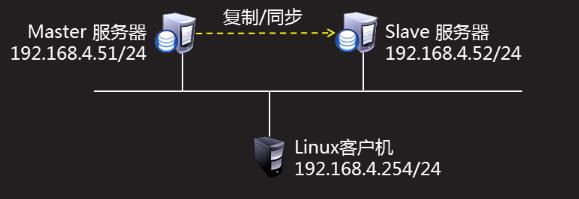 复制/同步
Master 服务器
192.168.4.51/24
Slave 服务器
192.168.4.52/24
Linux客户机
192.168.4.254/24